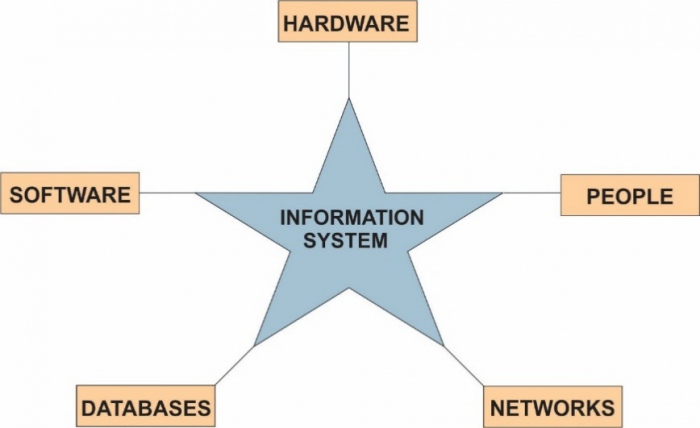 HARDWARE
SOFTWARE
PEOPLE
INFORMATION
SYSTEM
DATABASES
NETWORKS